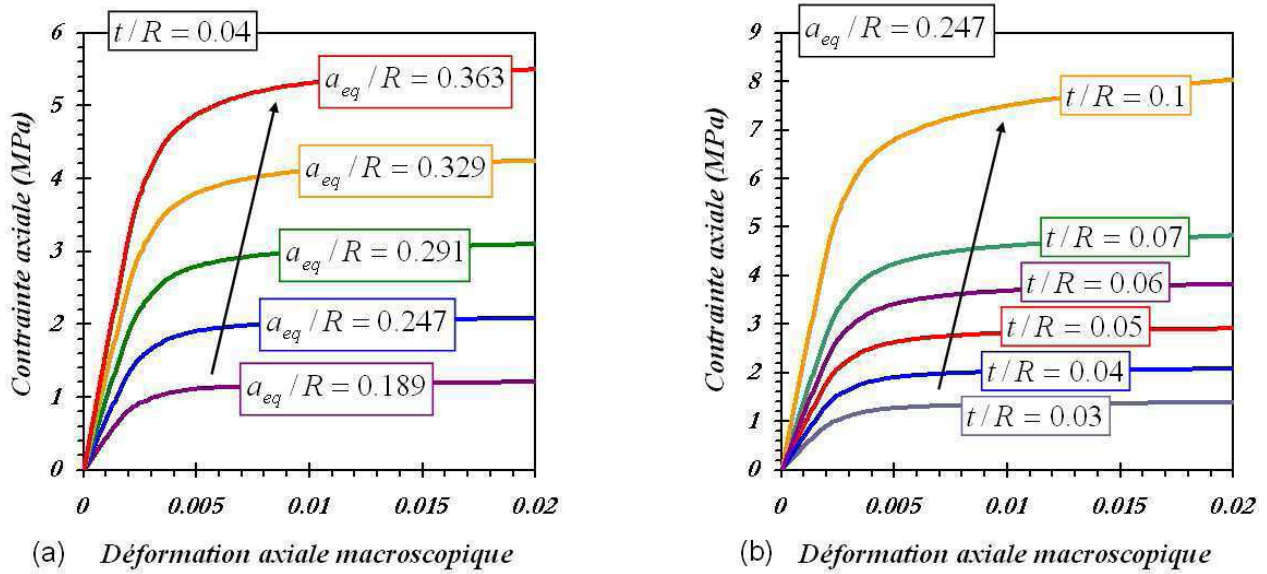 t/R = 0.04
Contrainte axiale (MPa)
6
5
4
3
2
1
0
a_eq/R = 0.363
a_eq/R = 0.329
a_eq/R = 0.291
a_eq/R = 0.247
a_eq/R = 0.189
0
0.005
0.01
0.015
0.02
(a) Déformation axiale macroscopique
a_eq/R = 0.247
Contrainte axiale (MPa)
9
8
7
6
5
4
3
2
1
0
t/R = 0.1
t/R = 0.07
t/R = 0.06
t/R = 0.05
t/R = 0.04
t/R = 0.03
0
0.005
0.01
0.015
0.02
(b) Déformation axiale macroscopique